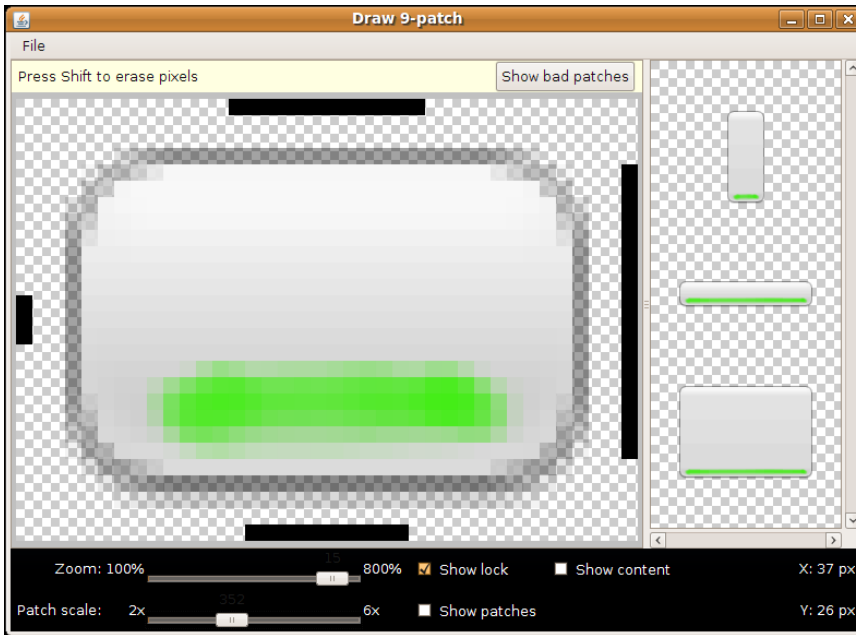 Draw 9-patch
File
Press Shift to erase pixels
Show bad patches
15
Zoom: 100%
800%
Show lock
Show content
X: 37 px
352
Patch scale: 2x
6x
Show patches
Y: 26 px